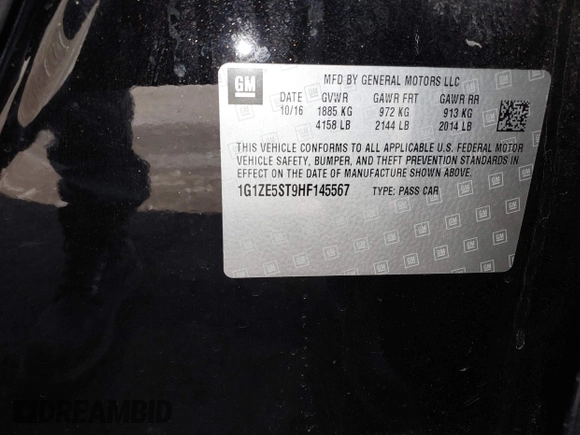 GM
MFD BY GENERAL MOTORS LLC
DATE GVWR GAWR FRT GAWR RR
10/16 1885 KG 972 KG 913 KG
4158 LB 2144 LB 2014 LB
THIS VEHICLE CONFORMS TO ALL APPLICABLE U.S. FEDERAL MOTOR
VEHICLE SAFETY, BUMPER, AND THEFT PREVENTION STANDARDS IN
EFFECT ON THE DATE OF MANUFACTURE SHOWN ABOVE.
1G1ZE5ST9HF145567 TYPE: PASS CAR
DREAMBID